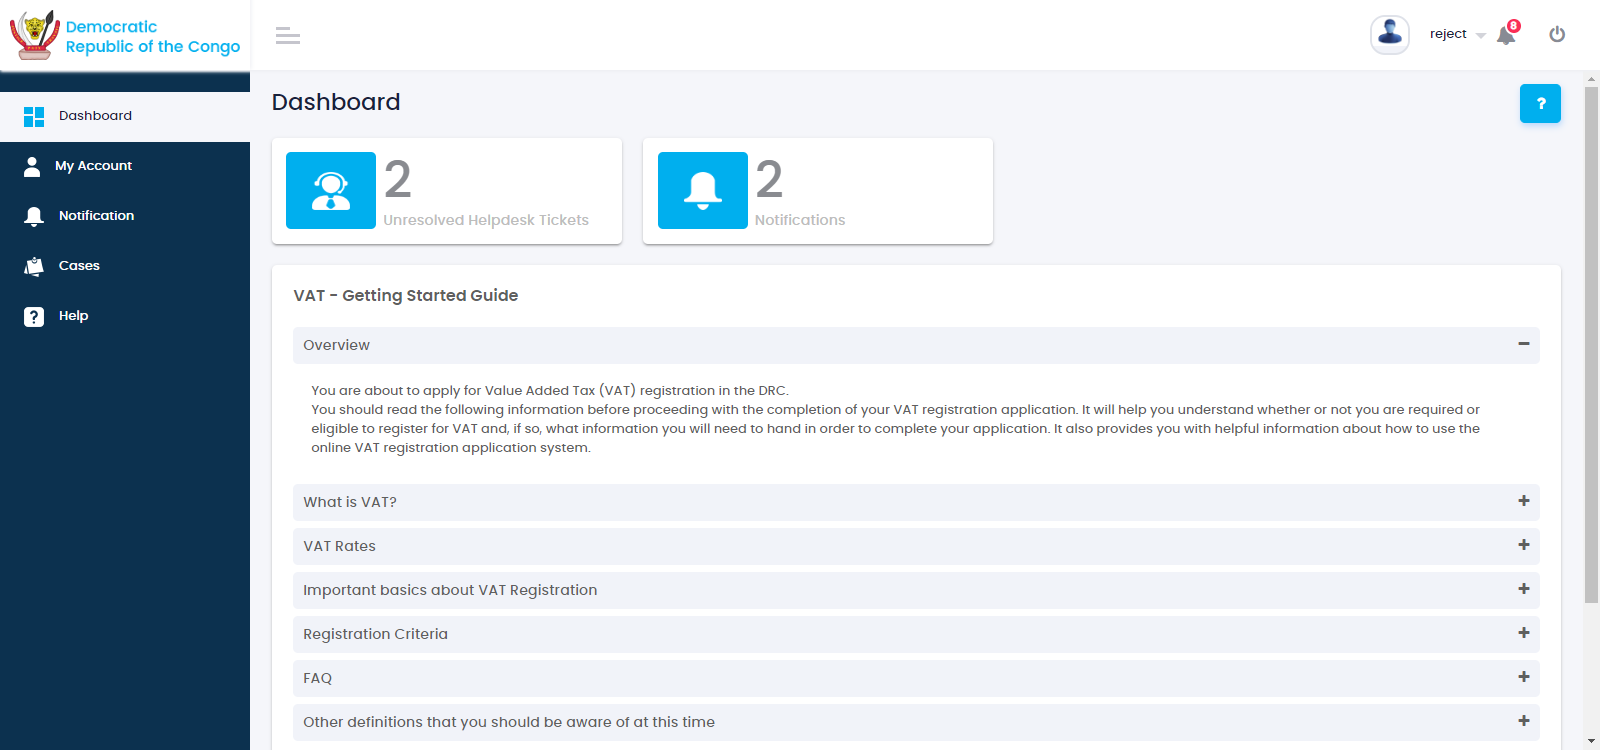 Democratic
Republic of the Congo
reject
8
Dashboard
My Account
Notification
Cases
Help
Dashboard
?
2
Unresolved Helpdesk Tickets
2
Notifications
VAT - Getting Started Guide
Overview
You are about to apply for Value Added Tax (VAT) registration in the DRC.
You should read the following information before proceeding with the completion of your VAT registration application. It will help you understand whether or not you are required or
eligible to register for VAT and, if so, what information you will need to hand in order to complete your application. It also provides you with helpful information about how to use the
online VAT registration application system.
What is VAT?
VAT Rates
Important basics about VAT Registration
Registration Criteria
FAQ
Other definitions that you should be aware of at this time